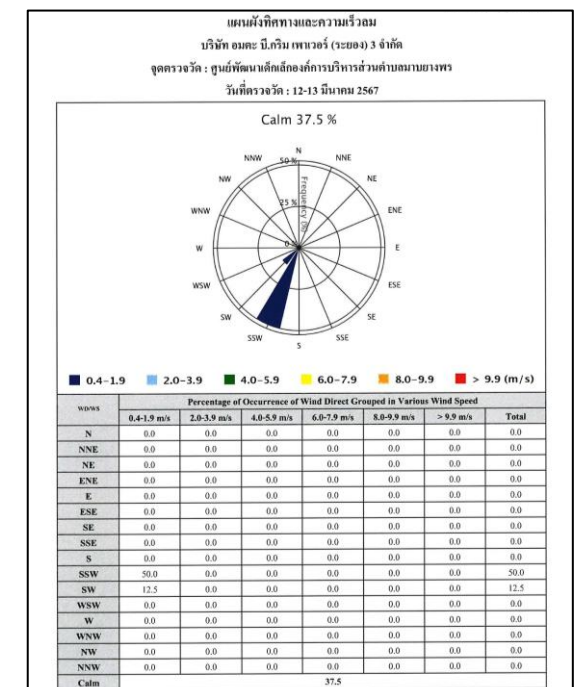 แผนผังทิศทางและความเร็วลม
บริษัท อมตะ บี.กริม เพาเวอร์ (ระยอง) 3 จำกัด
จุดตรวจวัด : ศูนย์พัฒนาเด็กเล็กองค์การบริหารส่วนตำบลมาบยางพร
วันที่ตรวจวัด : 12-13 มีนาคม 2567
Calm 37.5 %
N
NNW 50 % NNE
NW NE
Frequency (%)
WNW 25 % ENE
W 0 % E
WSW ESE
SW SE
SSW SSE
S
0.4-1.9 2.0-3.9 4.0-5.9 6.0-7.9 8.0-9.9 > 9.9 (m/s)
WD/WS Percentage of Occurrence of Wind Direct Grouped in Various Wind Speed
0.4-1.9 m/s 2.0-3.9 m/s 4.0-5.9 m/s 6.0-7.9 m/s 8.0-9.9 m/s > 9.9 m/s Total
N 0.0 0.0 0.0 0.0 0.0 0.0 0.0
NNE 0.0 0.0 0.0 0.0 0.0 0.0 0.0
NE 0.0 0.0 0.0 0.0 0.0 0.0 0.0
ENE 0.0 0.0 0.0 0.0 0.0 0.0 0.0
E 0.0 0.0 0.0 0.0 0.0 0.0 0.0
ESE 0.0 0.0 0.0 0.0 0.0 0.0 0.0
SE 0.0 0.0 0.0 0.0 0.0 0.0 0.0
SSE 0.0 0.0 0.0 0.0 0.0 0.0 0.0
S 0.0 0.0 0.0 0.0 0.0 0.0 0.0
SSW 50.0 0.0 0.0 0.0 0.0 0.0 50.0
SW 12.5 0.0 0.0 0.0 0.0 0.0 12.5
WSW 0.0 0.0 0.0 0.0 0.0 0.0 0.0
W 0.0 0.0 0.0 0.0 0.0 0.0 0.0
WNW 0.0 0.0 0.0 0.0 0.0 0.0 0.0
NW 0.0 0.0 0.0 0.0 0.0 0.0 0.0
NNW 0.0 0.0 0.0 0.0 0.0 0.0 0.0
Calm 37.5